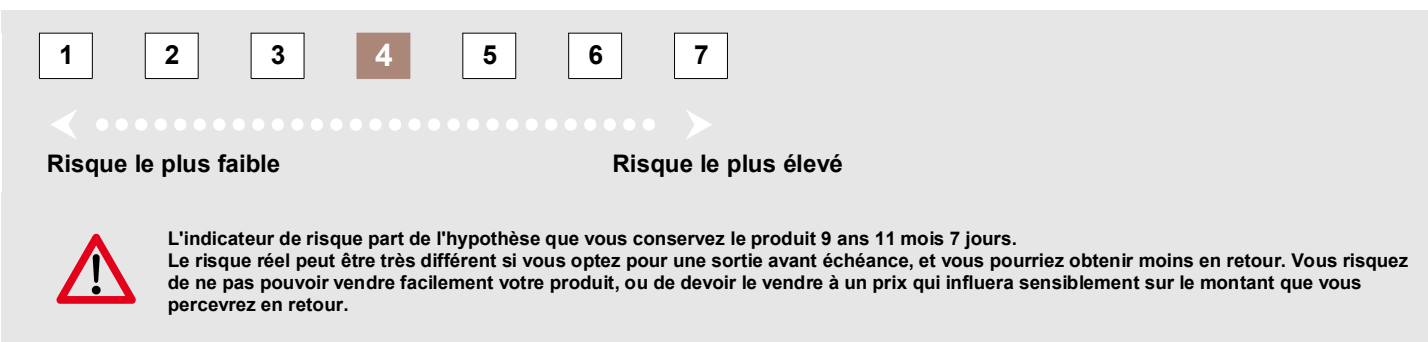 1 2 3 4 5 6 7
Risque le plus faible Risque le plus élevé
L'indicateur de risque part de l'hypothèse que vous conservez le produit 9 ans 11 mois 7 jours.
Le risque réel peut être très différent si vous optez pour une sortie avant échéance, et vous pourriez obtenir moins en retour. Vous risquez
de ne pas pouvoir vendre facilement votre produit, ou de devoir le vendre à un prix qui influera sensiblement sur le montant que vous
percevrez en retour.